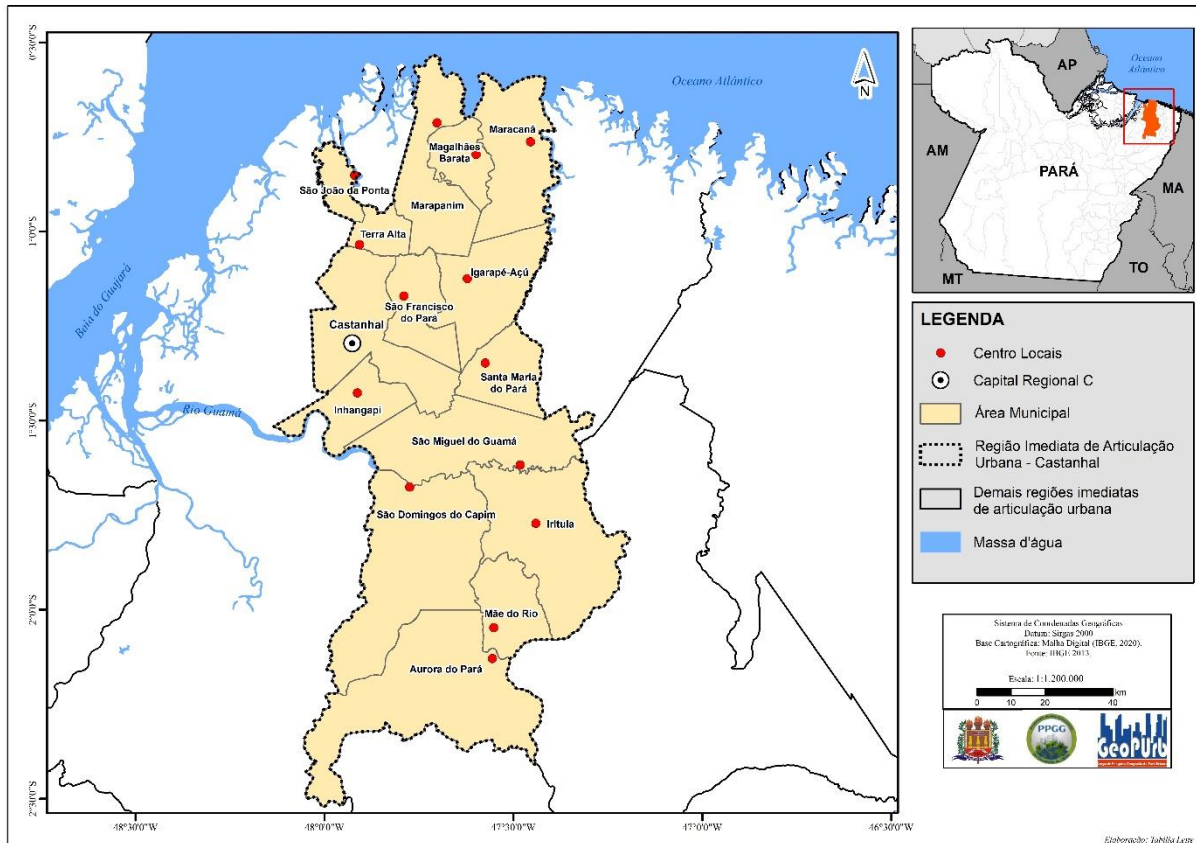 Oceano Atlântico
N
Maracanã
Magalhães
Barata
São João da Ponta
Marapanim
Terra Alta
Igarapé-Açú
São Francisco
do Pará
Castanhal
Santa Maria
do Pará
Inhangapi
São Miguel do Guamá
São Domingos do Capim
Iritula
Mãe do Rio
Aurora do Pará
Baia do Guajará
Rio Guamá
0°30'0"S
1°0'0"S
1°30'0"S
2°0'0"S
2°30'0"S
48°30'0"W
48°0'0"W
47°30'0"W
47°0'0"W
46°30'0"W
Oceano
Atlântico
AP
AM
PARÁ
MA
MT
TO
LEGENDA
Centro Locais
Capital Regional C
Área Municipal
Região Imediata de Articulação
Urbana - Castanhal
Demais regiões imediatas
de articulação urbana
Massa d'água
Sistema de Coordenadas Geográficas
Datum: Sirgas 2000
Base Cartográfica: Malha Digital (IBGE, 2020).
Fonte: IBGE 2013.
Escala: 1:1.200.000
0 10 20 40 km
PPGG
GeoPUrb
Elaboração: Tabilla Leite